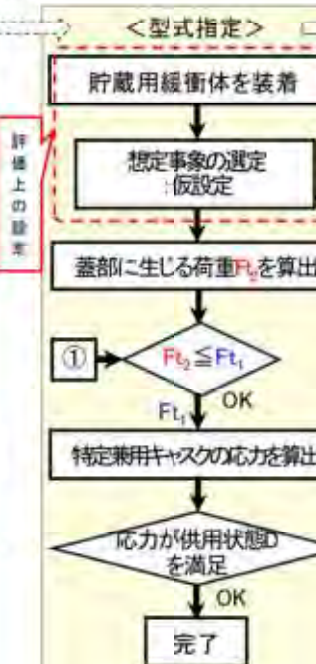 ＜型式指定＞
貯蔵用緩衝体を装着
評価上の設定
想定事象の選定
：仮設定
蓋部に生じる荷重Ft₂を算出
①
Ft₂≦Ft₁
Ft₁
OK
特定兼用キャスクの応力を算出
応力が供用状態D
を満足
OK
完了